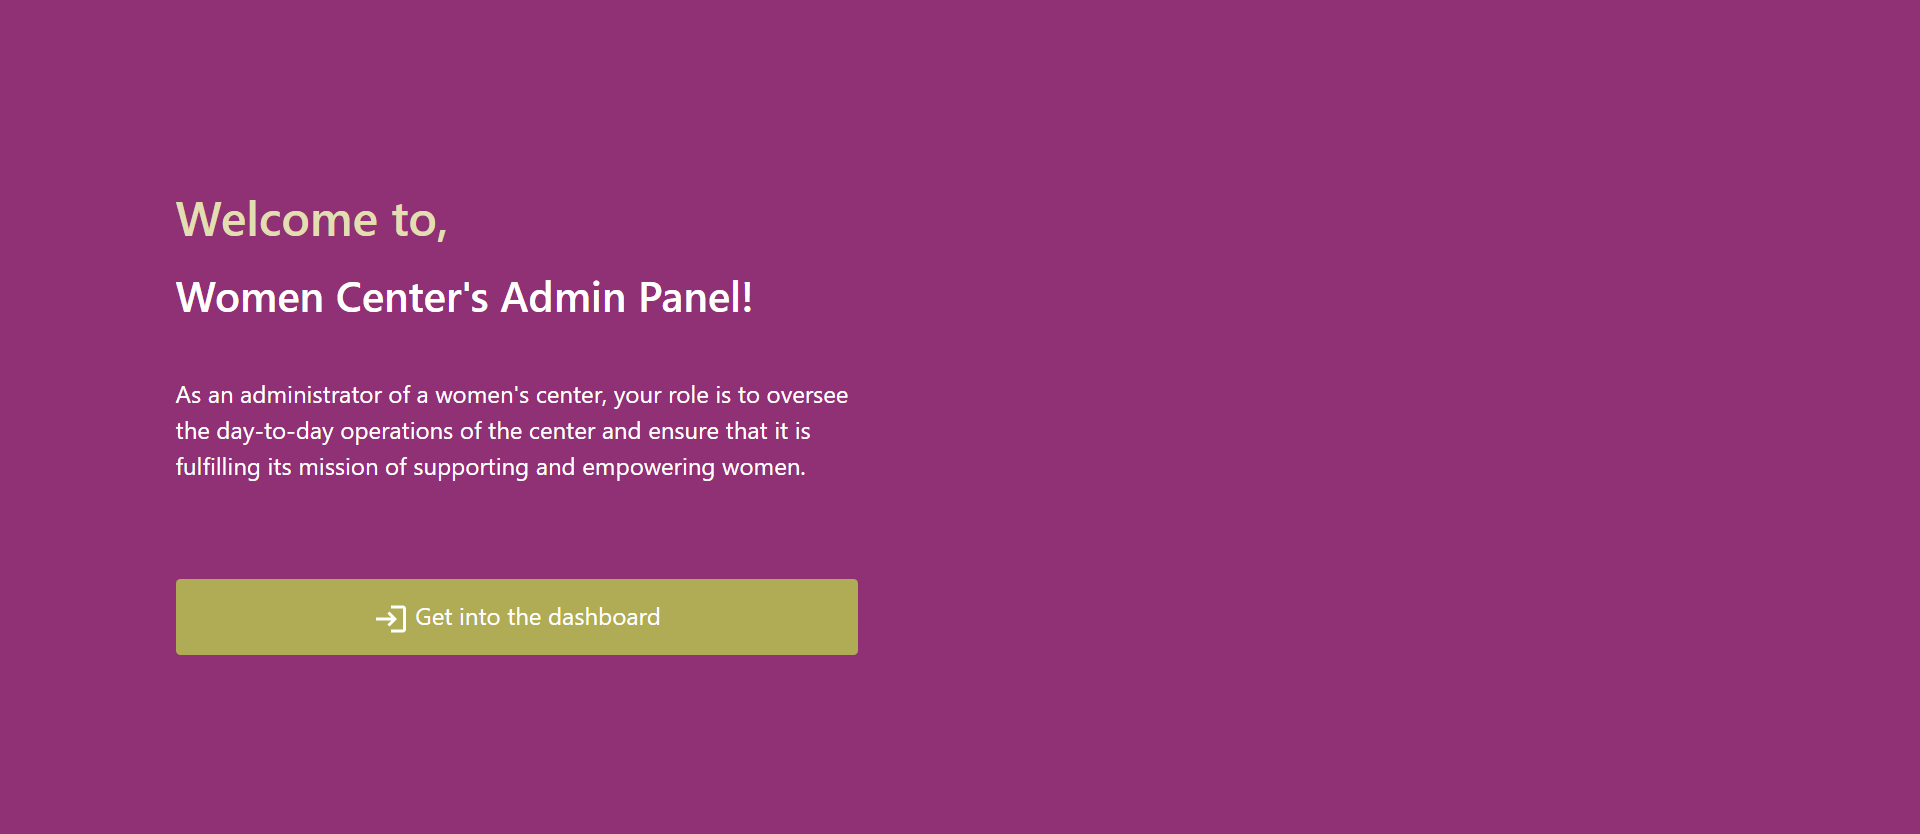 Welcome to,
Women Center's Admin Panel!
As an administrator of a women's center, your role is to oversee
the day-to-day operations of the center and ensure that it is
fulfilling its mission of supporting and empowering women.
Get into the dashboard